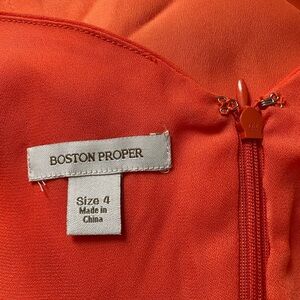 BOSTON PROPER
Size 4
Made in
China